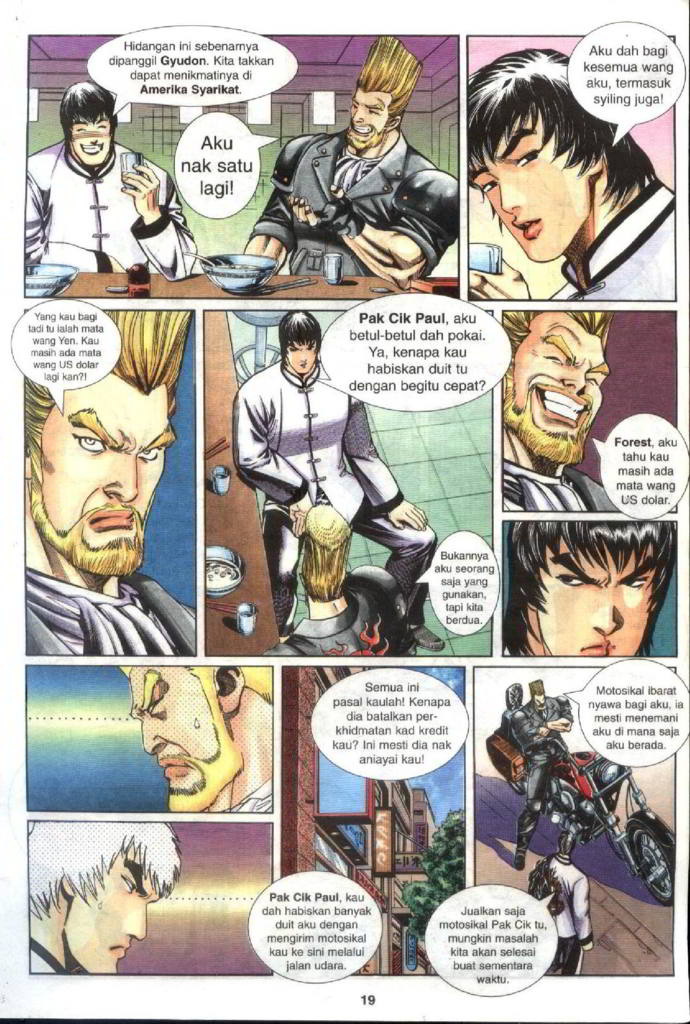 Hidangan ini sebenarnya
dipanggil Gyudon. Kita takkan
dapat menikmatinya di
Amerika Syarikat.
Aku
nak satu
lagi!
Aku dah bagi
kesemua wang
aku, termasuk
syiling juga!
Yang kau bagi
tadi tu ialah mata
wang Yen. Kau
masih ada mata
wang US dolar
lagi kan?!
Pak Cik Paul, aku
betul-betul dah pokai.
Ya, kenapa kau
habiskan duit tu
dengan begitu cepat?
Bukannya
aku seorang
saja yang
gunakan,
tapi kita
berdua.
Forest, aku
tahu kau
masih ada
mata wang
US dolar.
Semua ini
pasal kaulah! Kenapa
dia batalkan per-
khidmatan kad kredit
kau? Ini mesti dia nak
aniayai kau!
Pak Cik Paul, kau
dah habiskan banyak
duit aku dengan
mengirim motosikal
kau ke sini melalui
jalan udara.
Motosikal ibarat
nyawa bagi aku, ia
mesti menemani
aku di mana saja
aku berada.
Jualkan saja
motosikal Pak Cik tu,
mungkin masalah
kita akan selesai
buat sementara
waktu.
19